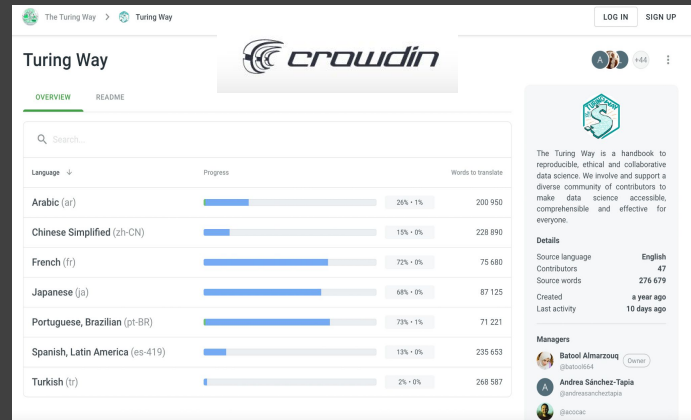 The Turing Way > Turing Way
LOG IN SIGN UP
crowdin
Turing Way
A +44
OVERVIEW README
Search...
Language Progress Words to translate
Arabic (ar) 26% • 1% 200 950
Chinese Simplified (zh-CN) 15% • 0% 228 890
French (fr) 72% • 0% 75 680
Japanese (ja) 68% • 0% 87 125
Portuguese, Brazilian (pt-BR) 73% • 1% 71 221
Spanish, Latin America (es-419) 13% • 0% 235 653
Turkish (tr) 2% • 0% 268 587
The Turing Way is a handbook to
reproducible, ethical and collaborative
data science. We involve and support a
diverse community of contributors to
make data science accessible,
comprehensible and effective for
everyone.
Details
Source language English
Contributors 47
Source words 276 679
Created a year ago
Last activity 10 days ago
Managers
Batool Almarzouq Owner
@batool664
A Andrea Sánchez-Tapia
@andreasancheztapia
@acocac